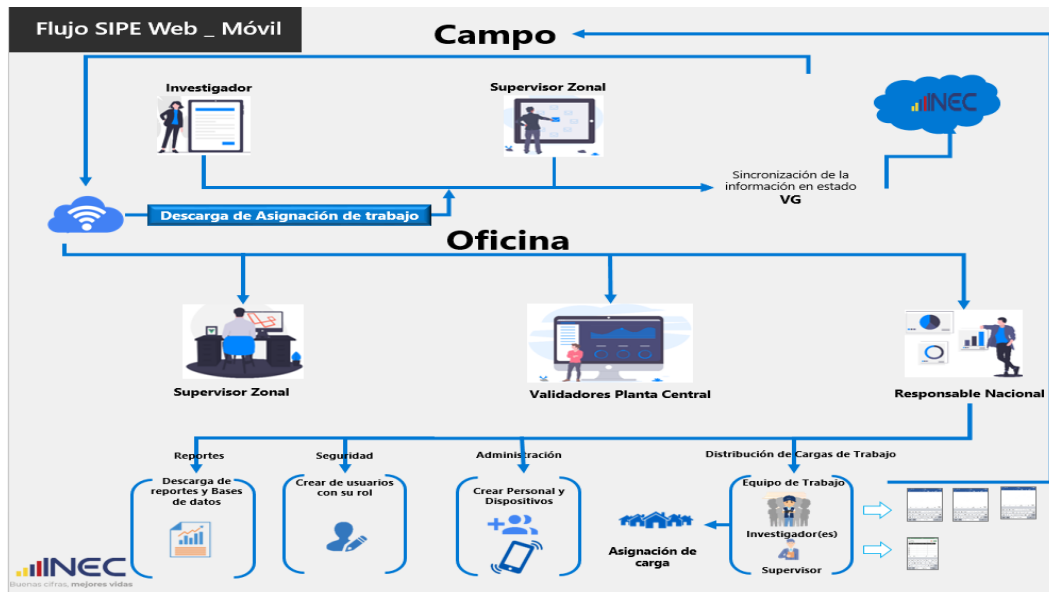 Flujo SIPE Web _ Móvil
Campo
Investigador
Supervisor Zonal
INEC
Sincronización de la
información en estado
VG
Descarga de Asignación de trabajo
Oficina
Supervisor Zonal
Validadores Planta Central
Responsable Nacional
Reportes
Seguridad
Administración
Distribución de Cargas de Trabajo
Descarga de
reportes y Bases
de datos
Crear de usuarios
con su rol
Crear Personal y
Dispositivos
Equipo de Trabajo
Investigador(es)
Supervisor
Asignación de
carga
INEC
Buenas cifras, mejores vidas